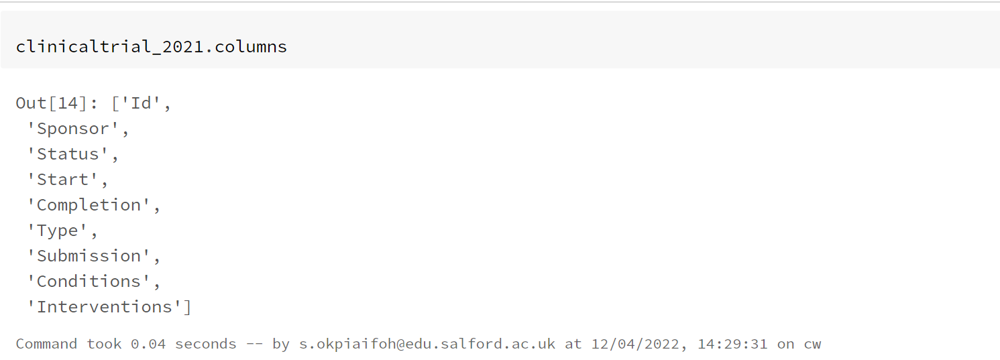 clinicaltrial_2021.columns
Out[14]: ['Id',
'Sponsor',
'Status',
'Start',
'Completion',
'Type',
'Submission',
'Conditions',
'Interventions']
Command took 0.04 seconds -- by s.okpiaifoh@edu.salford.ac.uk at 12/04/2022, 14:29:31 on cw